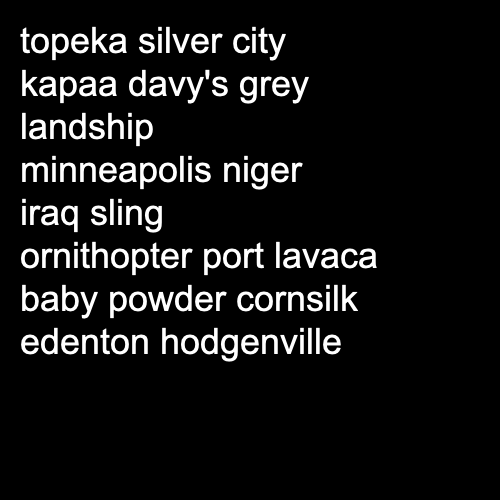 topeka silver city
kapaa davy's grey
landship
minneapolis niger
iraq sling
ornithopter port lavaca
baby powder cornsilk
edenton hodgenville